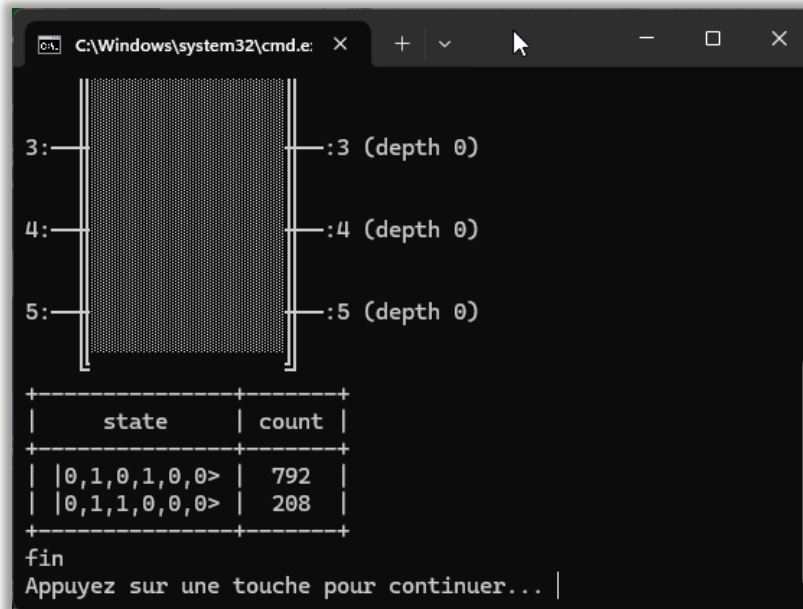 C:\Windows\system32\cmd.e:
3: :3 (depth 0)
4: :4 (depth 0)
5: :5 (depth 0)
+---------------+-------+
| state | count |
+---------------+-------+
| |0,1,0,1,0,0> | 792 |
| |0,1,1,0,0,0> | 208 |
+---------------+-------+
fin
Appuyez sur une touche pour continuer...